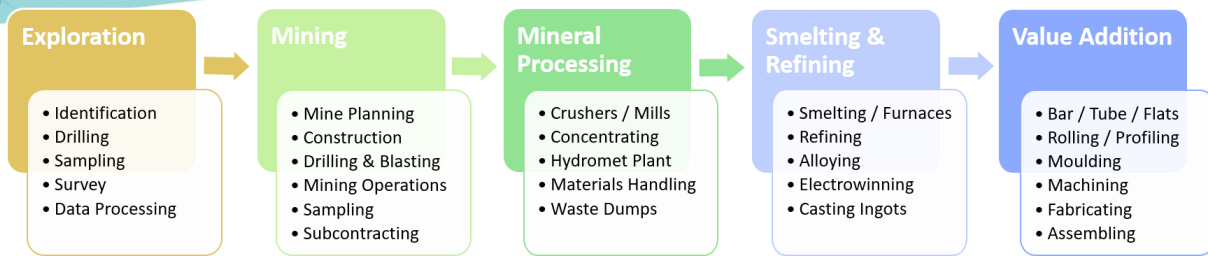 Exploration
• Identification
• Drilling
• Sampling
• Survey
• Data Processing
Mining
• Mine Planning
• Construction
• Drilling & Blasting
• Mining Operations
• Sampling
• Subcontracting
Mineral
Processing
• Crushers / Mills
• Concentrating
• Hydromet Plant
• Materials Handling
• Waste Dumps
Smelting &
Refining
• Smelting / Furnaces
• Refining
• Alloying
• Electrowinning
• Casting Ingots
Value Addition
• Bar / Tube / Flats
• Rolling / Profiling
• Moulding
• Machining
• Fabricating
• Assembling